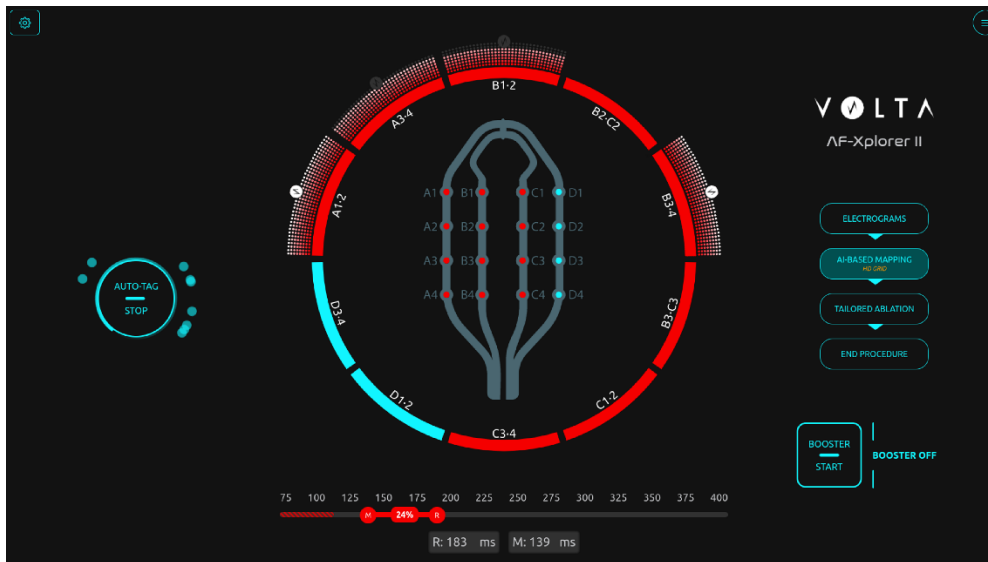 VOLTA
AF-Xplorer II
B1·2
A3·4
B2·C2
A1·2
B3·4
A1 B1 C1 D1
A2 B2 C2 D2
A3 B3 C3 D3
A4 B4 C4 D4
AUTO-TAG
STOP
D3·4
B3·C3
D1·2
C1·2
C3·4
ELECTROGRAMS
AI-BASED MAPPING
HD GRID
TAILORED ABLATION
END PROCEDURE
BOOSTER
START
BOOSTER OFF
75 100 125 150 175 200 225 250 275 300 325 350 375 400
M 24% R
R: 183 ms M: 139 ms